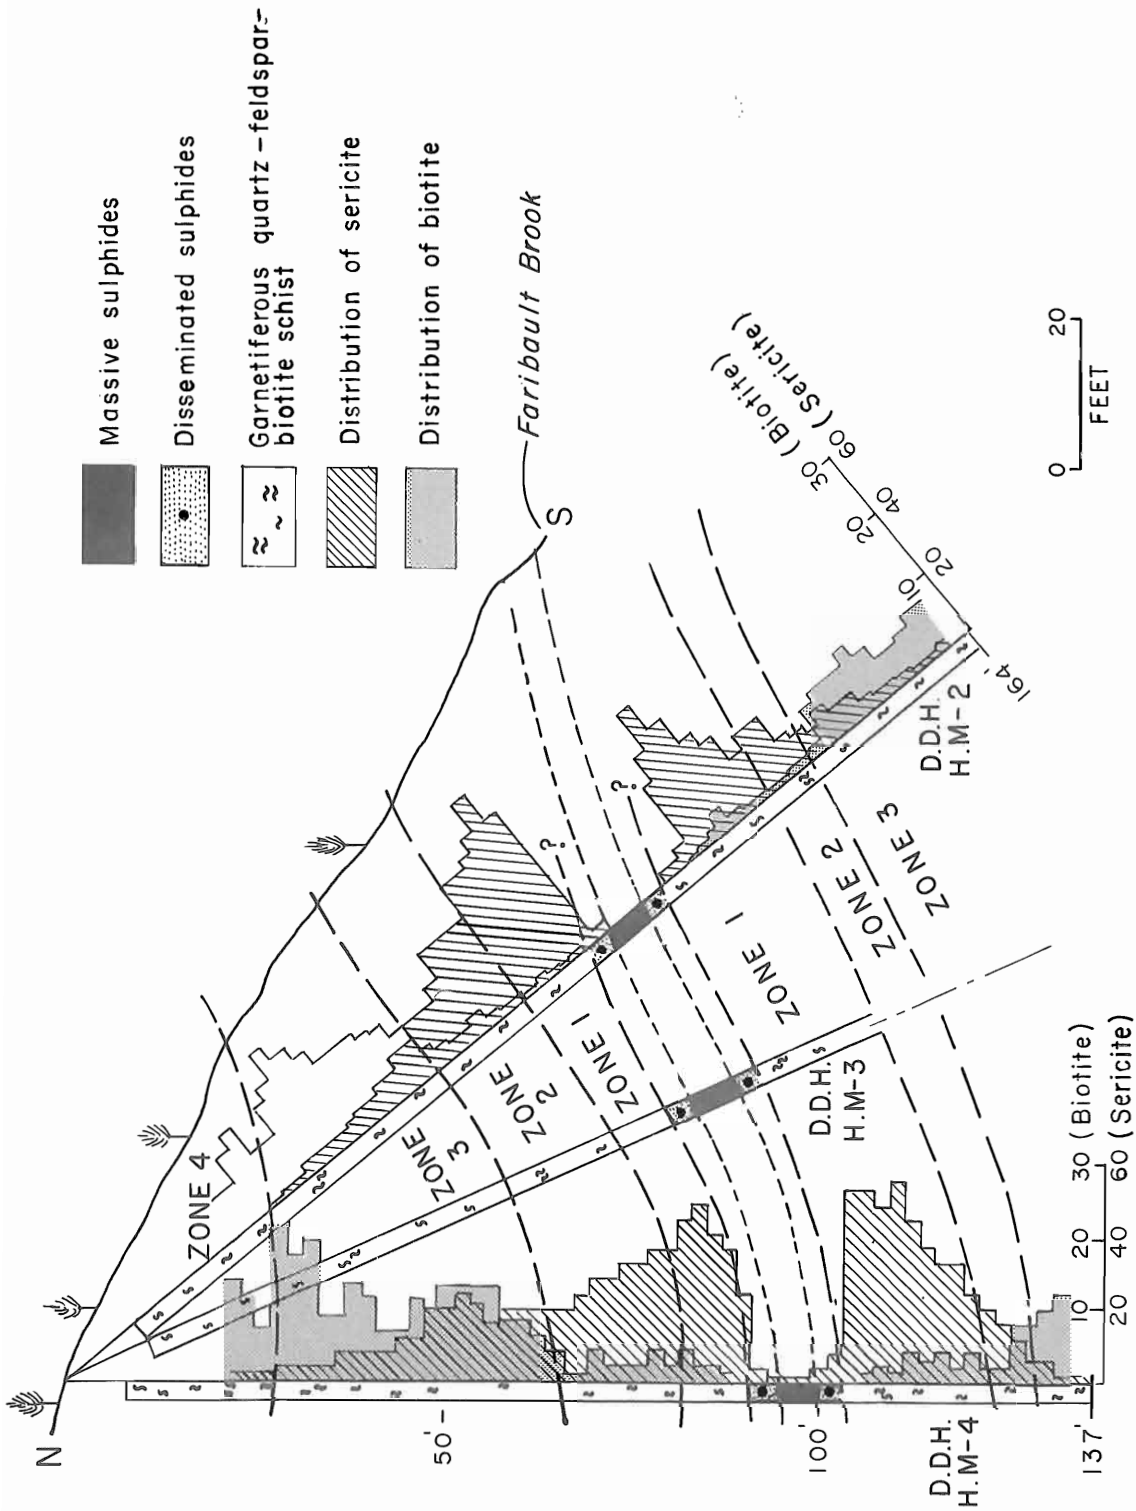 Massive sulphides
Disseminated sulphides
Garnetiferous quartz-feldspar-
biotite schist
Distribution of sericite
Distribution of biotite
Faribault Brook
N
S
ZONE 4
ZONE
3
ZONE
2
ZONE 1
?
?
ZONE 1
ZONE 2
ZONE 3
D.D.H.
H.M-2
164'
10
20
30 (Biotite)
20
40
60 (Sericite)
D.D.H.
H.M-3
D.D.H.
H.M-4
50'
100'
137'
10
20
30 (Biotite)
20
40
60 (Sericite)
0
20
FEET